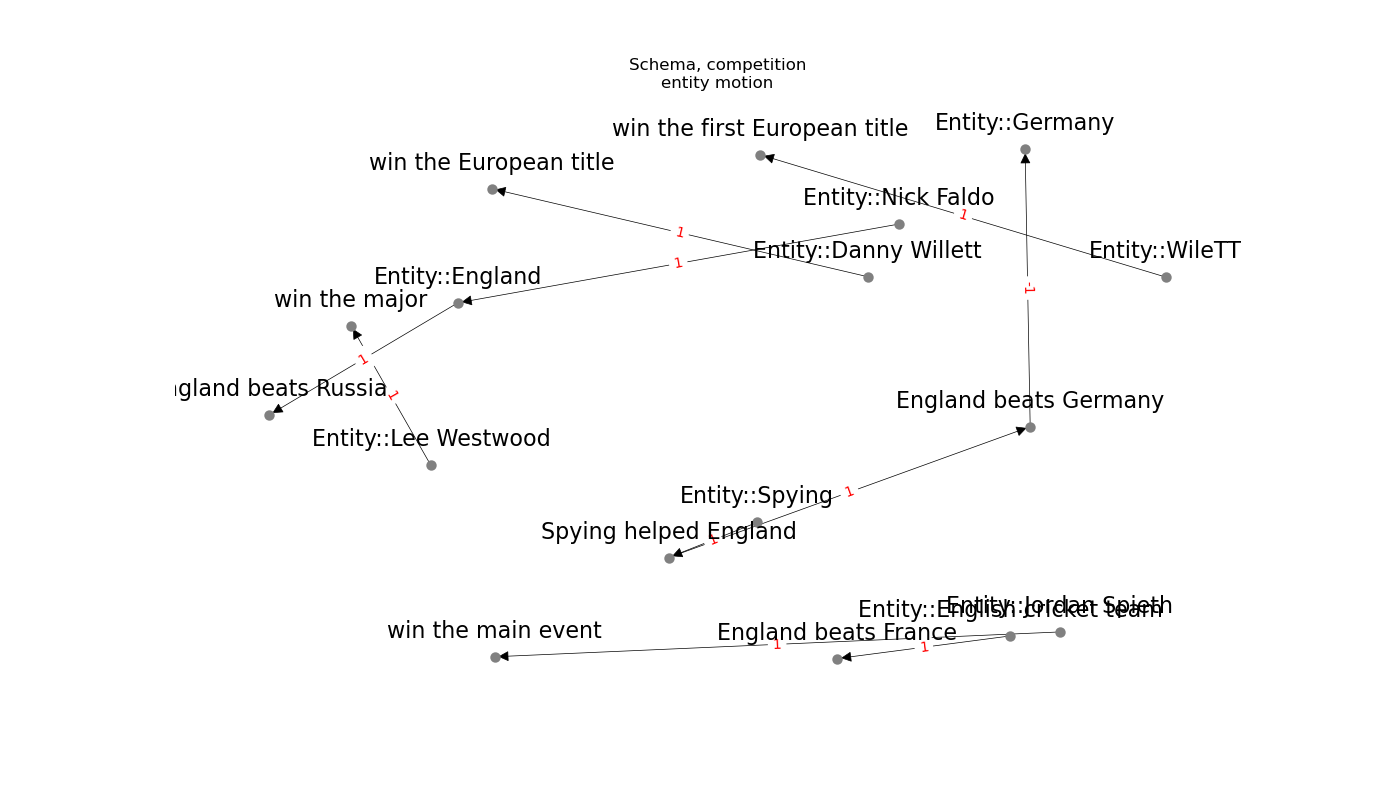 Schema, competition
entity motion
Entity::Germany
win the first European title
win the European title
Entity::Nick Faldo
1
1
Entity::Danny Willett
Entity::WileTT
1
Entity::England
-1
win the major
1
ngland beats Russia
1
England beats Germany
Entity::Lee Westwood
1
Entity::Spying
Spying helped England
1
Entity::Jordan Spieth
Entity::English cricket team
win the main event
England beats France
1
1